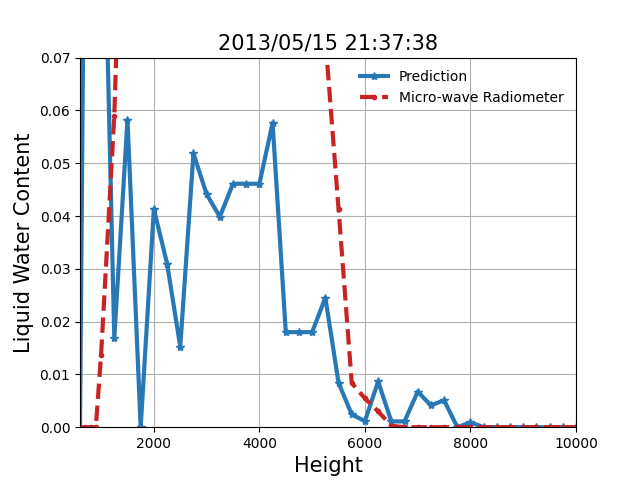 2013/05/15 21:37:38
0.07
0.06
0.05
0.04
0.03
0.02
0.01
0.00
Liquid Water Content
Prediction
Micro-wave Radiometer
2000 4000 6000 8000 10000
Height